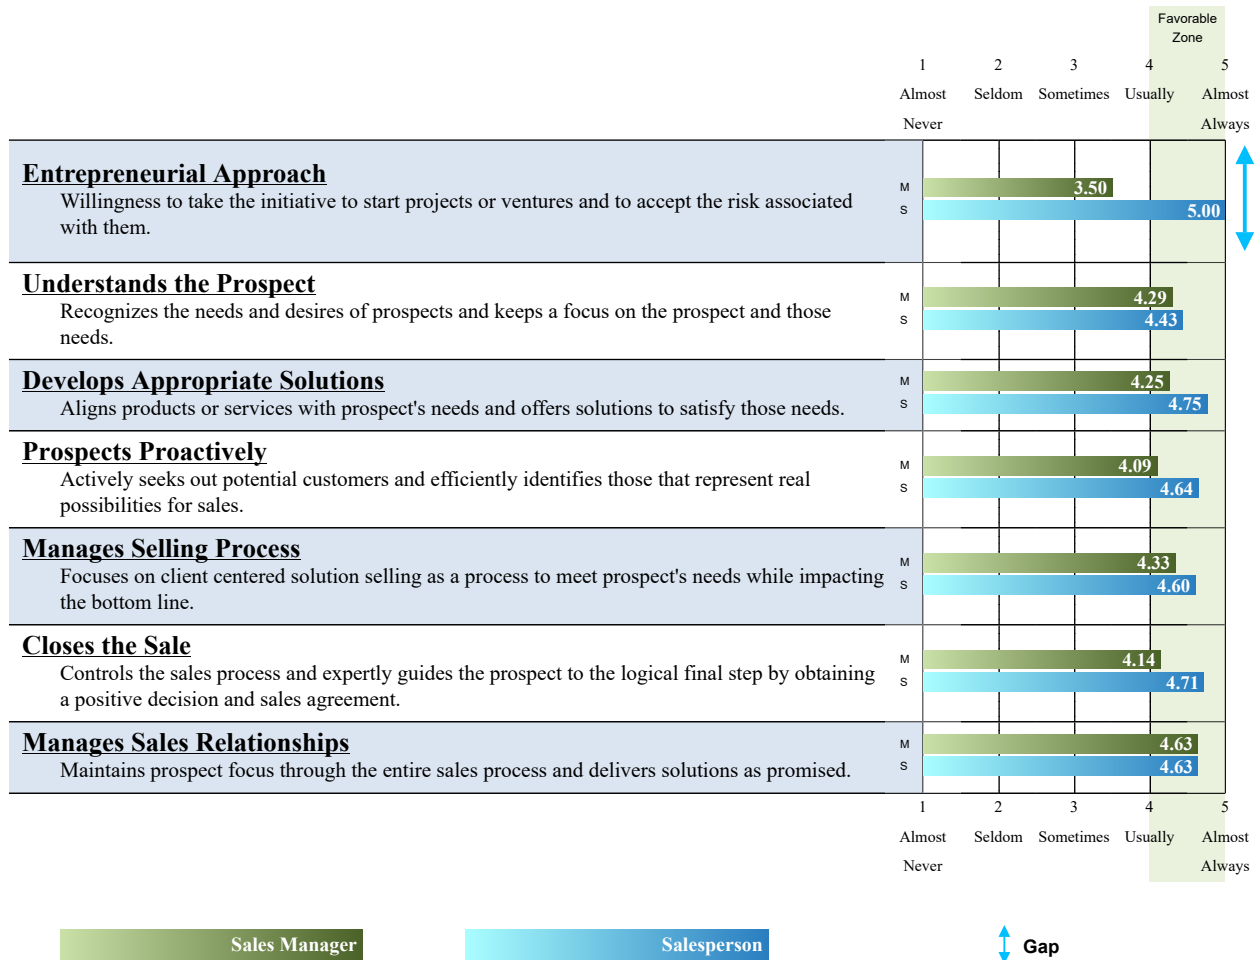 Favorable
Zone
1 2 3 4 5
Almost Seldom Sometimes Usually Almost
Never Always
Entrepreneurial Approach
Willingness to take the initiative to start projects or ventures and to accept the risk associated
with them.
M 3.50
S 5.00
Understands the Prospect
Recognizes the needs and desires of prospects and keeps a focus on the prospect and those
needs.
M 4.29
S 4.43
Develops Appropriate Solutions
Aligns products or services with prospect's needs and offers solutions to satisfy those needs.
M 4.25
S 4.75
Prospects Proactively
Actively seeks out potential customers and efficiently identifies those that represent real
possibilities for sales.
M 4.09
S 4.64
Manages Selling Process
Focuses on client centered solution selling as a process to meet prospect's needs while impacting
the bottom line.
M 4.33
S 4.60
Closes the Sale
Controls the sales process and expertly guides the prospect to the logical final step by obtaining
a positive decision and sales agreement.
M 4.14
S 4.71
Manages Sales Relationships
Maintains prospect focus through the entire sales process and delivers solutions as promised.
M 4.63
S 4.63
1 2 3 4 5
Almost Seldom Sometimes Usually Almost
Never Always
Sales Manager Salesperson Gap